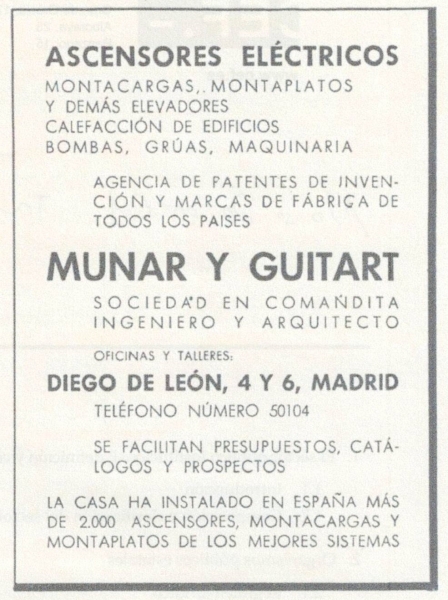 ASCENSORES ELÉCTRICOS
MONTACARGAS, MONTAPLATOS
Y DEMÁS ELEVADORES
CALEFACCIÓN DE EDIFICIOS
BOMBAS, GRÚAS, MAQUINARIA
AGENCIA DE PATENTES DE INVEN-
CIÓN Y MARCAS DE FÁBRICA DE
TODOS LOS PAISES
MUNAR Y GUITART
SOCIEDAD EN COMANDITA
INGENIERO Y ARQUITECTO
OFICINAS Y TALLERES:
DIEGO DE LEÓN, 4 Y 6, MADRID
TELÉFONO NÚMERO 50104
SE FACILITAN PRESUPUESTOS, CATÁ-
LOGOS Y PROSPECTOS
LA CASA HA INSTALADO EN ESPAÑA MÁS
DE 2.000 ASCENSORES, MONTACARGAS Y
MONTAPLATOS DE LOS MEJORES SISTEMAS